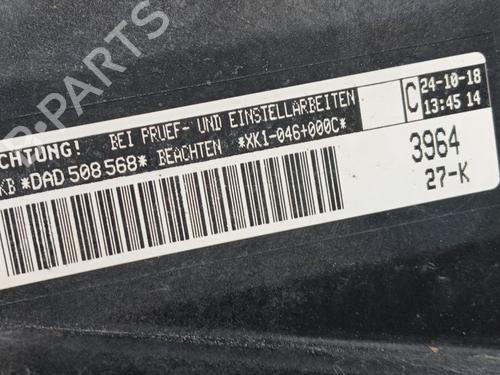 CHTUNG! BEI PRUEF- UND EINSTELLARBEITEN
KB *DAD 508 568* BEACHTEN *XK1-046+000C*
C
24-10-18
13:45 14
3964
27-K
B-PARTS